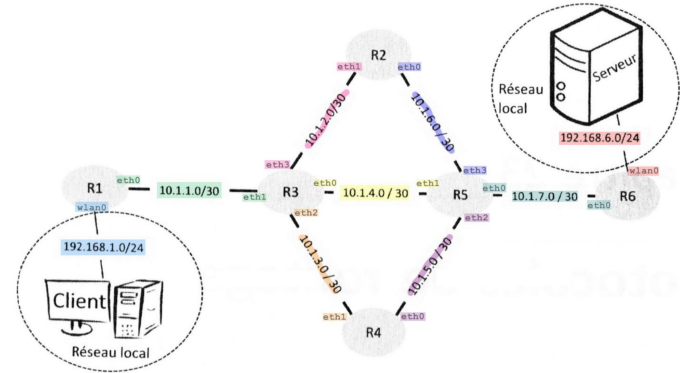 R2
eth1
eth0
Réseau
local
Serveur
10.1.2.0/30
10.1.6.0 / 30
192.168.6.0/24
eth3
eth3
wlan0
R1
eth0
10.1.1.0/30
eth1
R3
eth0
10.1.4.0 / 30
eth1
R5
eth0
10.1.7.0 / 30
eth0
R6
wlan0
eth2
eth2
192.168.1.0/24
10.1.3.0 / 30
10.1.5.0 / 30
Client
eth1
eth0
R4
Réseau local